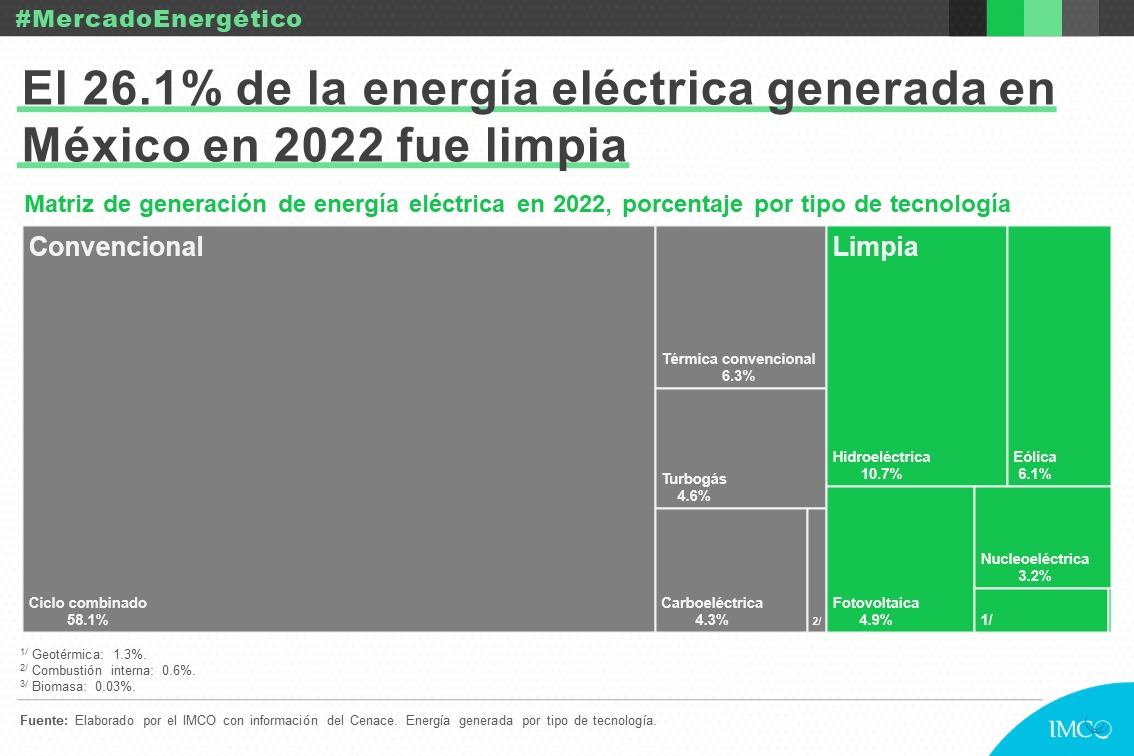 #MercadoEnergético
El 26.1% de la energía eléctrica generada en
México en 2022 fue limpia
Matriz de generación de energía eléctrica en 2022, porcentaje por tipo de tecnología
Convencional
Ciclo combinado
58.1%
Térmica convencional
6.3%
Turbogás
4.6%
Carboeléctrica
4.3%
2/
Limpia
Hidroeléctrica
10.7%
Eólica
6.1%
Fotovoltaica
4.9%
Nucleoeléctrica
3.2%
1/
1/ Geotérmica: 1.3%.
2/ Combustión interna: 0.6%.
3/ Biomasa: 0.03%.
Fuente: Elaborado por el IMCO con información del Cenace. Energía generada por tipo de tecnología.
IMCO